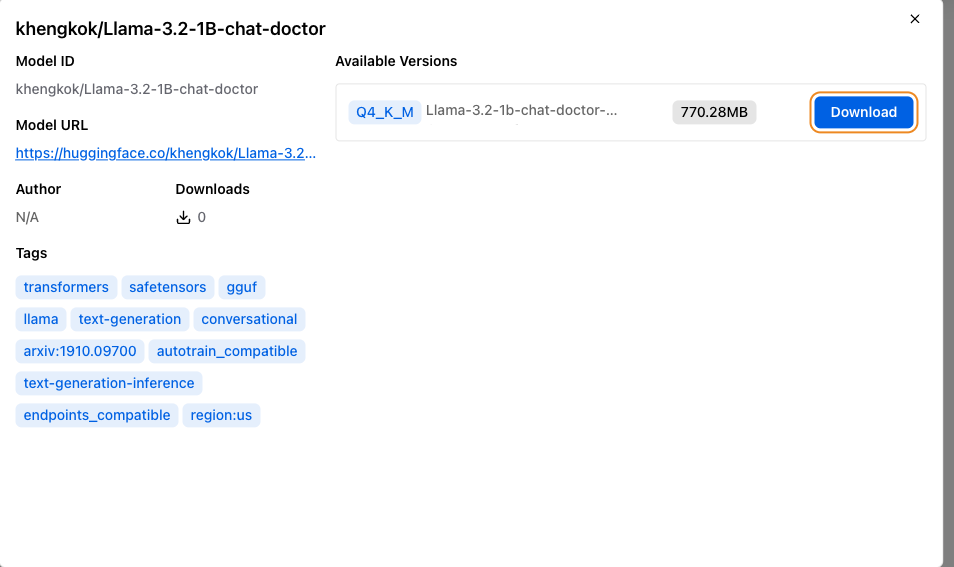 khengkok/Llama-3.2-1B-chat-doctor
Model ID
khengkok/Llama-3.2-1B-chat-doctor
Model URL
https://huggingface.co/khengkok/Llama-3.2...
Author Downloads
N/A 0
Tags
transformers safetensors gguf
llama text-generation conversational
arxiv:1910.09700 autotrain_compatible
text-generation-inference
endpoints_compatible region:us
Available Versions
Q4_K_M Llama-3.2-1b-chat-doctor-... 770.28MB Download